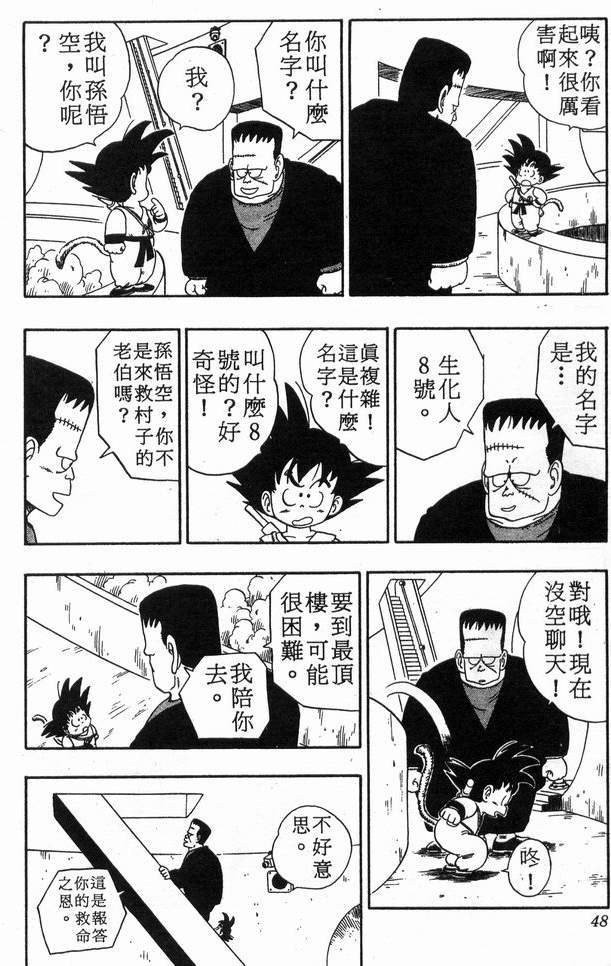 咦？你看
起來很厲
害啊！
你叫什麼
名字？
我？
我叫孫悟
空，你呢
？
我的名字
是…
生化人
8號。
眞複雜！
這是什麼
名字？
叫什麼8
號的？好
奇怪！
孫悟空，你不
是來救村子的
老伯嗎？
對哦！現在
沒空聊天！
咚！
要到最頂
樓，可能
很困難。
我陪你
去。
不好意
思。
這是報答
你的救命
之恩。
48